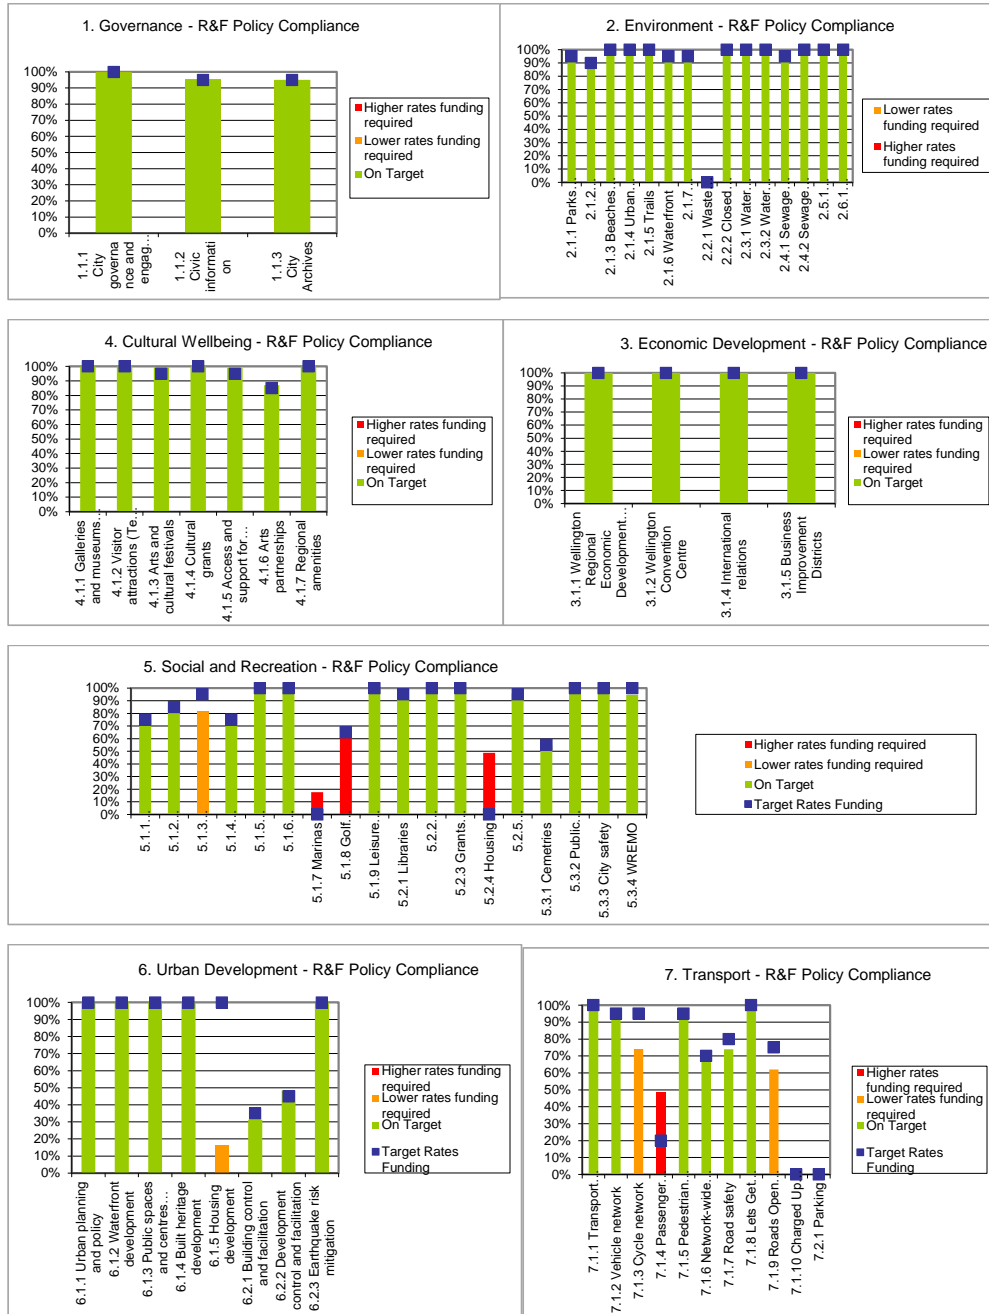 1. Governance - R&F Policy Compliance
100%
90%
80%
70%
60%
50%
40%
30%
20%
10%
0%
1.1.1
City
governa
nce and
engag…
1.1.2
Civic
informati
on
1.1.3
City
Archives
Higher rates funding
required
Lower rates funding
required
On Target
2. Environment - R&F Policy Compliance
100%
90%
80%
70%
60%
50%
40%
30%
20%
10%
0%
2.1.1 Parks…
2.1.2…
2.1.3 Beaches…
2.1.4 Urban…
2.1.5 Trails
2.1.6 Waterfront
2.1.7…
2.2.1 Waste…
2.2.2 Closed…
2.3.1 Water…
2.3.2 Water…
2.4.1 Sewage…
2.4.2 Sewage…
2.5.1…
2.6.1…
Lower rates
funding required
Higher rates
funding required
4. Cultural Wellbeing - R&F Policy Compliance
100%
90%
80%
70%
60%
50%
40%
30%
20%
10%
0%
4.1.1 Galleries
and museums…
4.1.2 Visitor
attractions (Te…
4.1.3 Arts and
cultural festivals
4.1.4 Cultural
grants
4.1.5 Access and
support for…
4.1.6 Arts
partnerships
4.1.7 Regional
amenities
Higher rates funding
required
Lower rates funding
required
On Target
3. Economic Development - R&F Policy Compliance
100%
90%
80%
70%
60%
50%
40%
30%
20%
10%
0%
3.1.1 Wellington
Regional
Economic
Development…
3.1.2 Wellington
Convention
Centre
3.1.4 International
relations
3.1.5 Business
Improvement
Districts
Higher rates funding
required
Lower rates funding
required
On Target
5. Social and Recreation - R&F Policy Compliance
100%
90%
80%
70%
60%
50%
40%
30%
20%
10%
0%
5.1.1…
5.1.2…
5.1.3…
5.1.4…
5.1.5…
5.1.6…
5.1.7 Marinas
5.1.8 Golf…
5.1.9 Leisure…
5.2.1 Libraries
5.2.2…
5.2.3 Grants…
5.2.4 Housing
5.2.5…
5.3.1 Cemetries
5.3.2 Public…
5.3.3 City safety
5.3.4 WREMO
Higher rates funding required
Lower rates funding required
On Target
Target Rates Funding
6. Urban Development - R&F Policy Compliance
100%
90%
80%
70%
60%
50%
40%
30%
20%
10%
0%
6.1.1 Urban planning
and policy
6.1.2 Waterfront
development
6.1.3 Public spaces
and centres…
6.1.4 Built heritage
development
6.1.5 Housing
development
6.2.1 Building control
and facilitation
6.2.2 Development
control and facilitation
6.2.3 Earthquake risk
mitigation
Higher rates funding
required
Lower rates funding
required
On Target
Target Rates
Funding
7. Transport - R&F Policy Compliance
100%
90%
80%
70%
60%
50%
40%
30%
20%
10%
0%
7.1.1 Transport…
7.1.2 Vehicle network
7.1.3 Cycle network
7.1.4 Passenger…
7.1.5 Pedestrian…
7.1.6 Network-wide…
7.1.7 Road safety
7.1.8 Lets Get…
7.1.9 Roads Open…
7.1.10 Charged Up
7.2.1 Parking
Higher rates
funding required
Lower rates funding
required
On Target
Target Rates
Funding